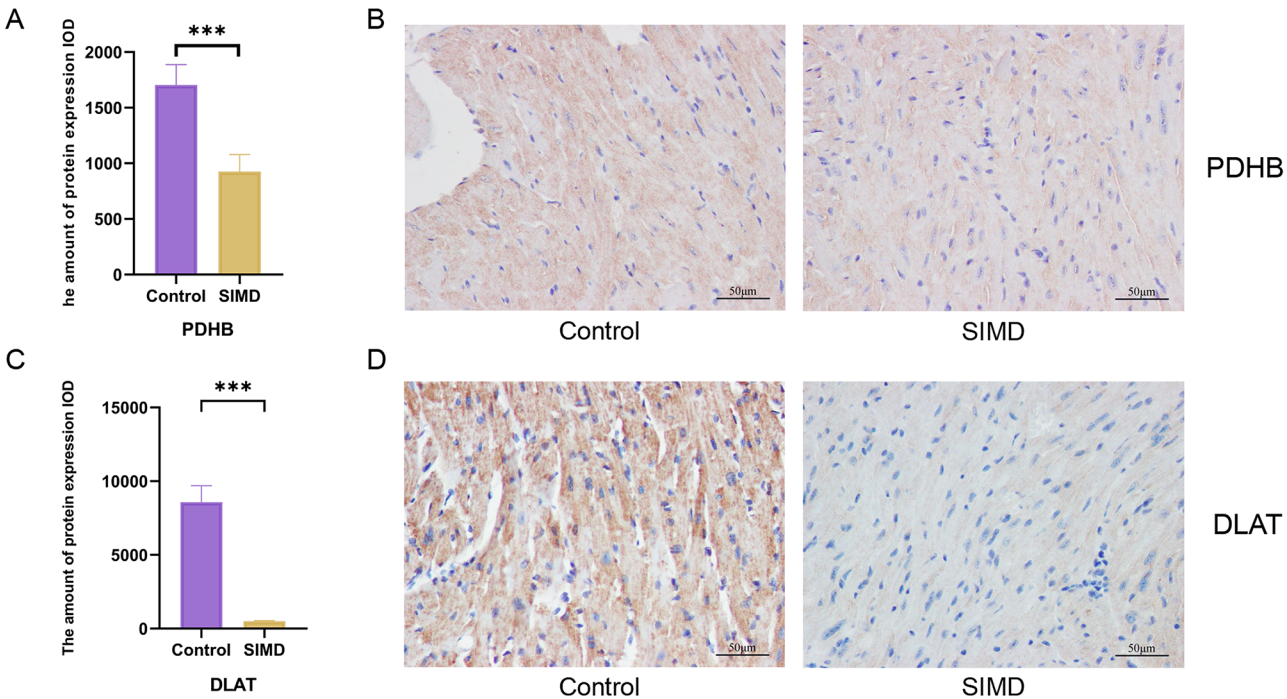 A
he amount of protein expression IOD
2000
1500
1000
500
0
***
Control
SIMD
PDHB
B
50μm
50μm
Control
SIMD
PDHB
C
The amount of protein expression IOD
15000
10000
5000
0
***
Control
SIMD
DLAT
D
50μm
50μm
Control
SIMD
DLAT